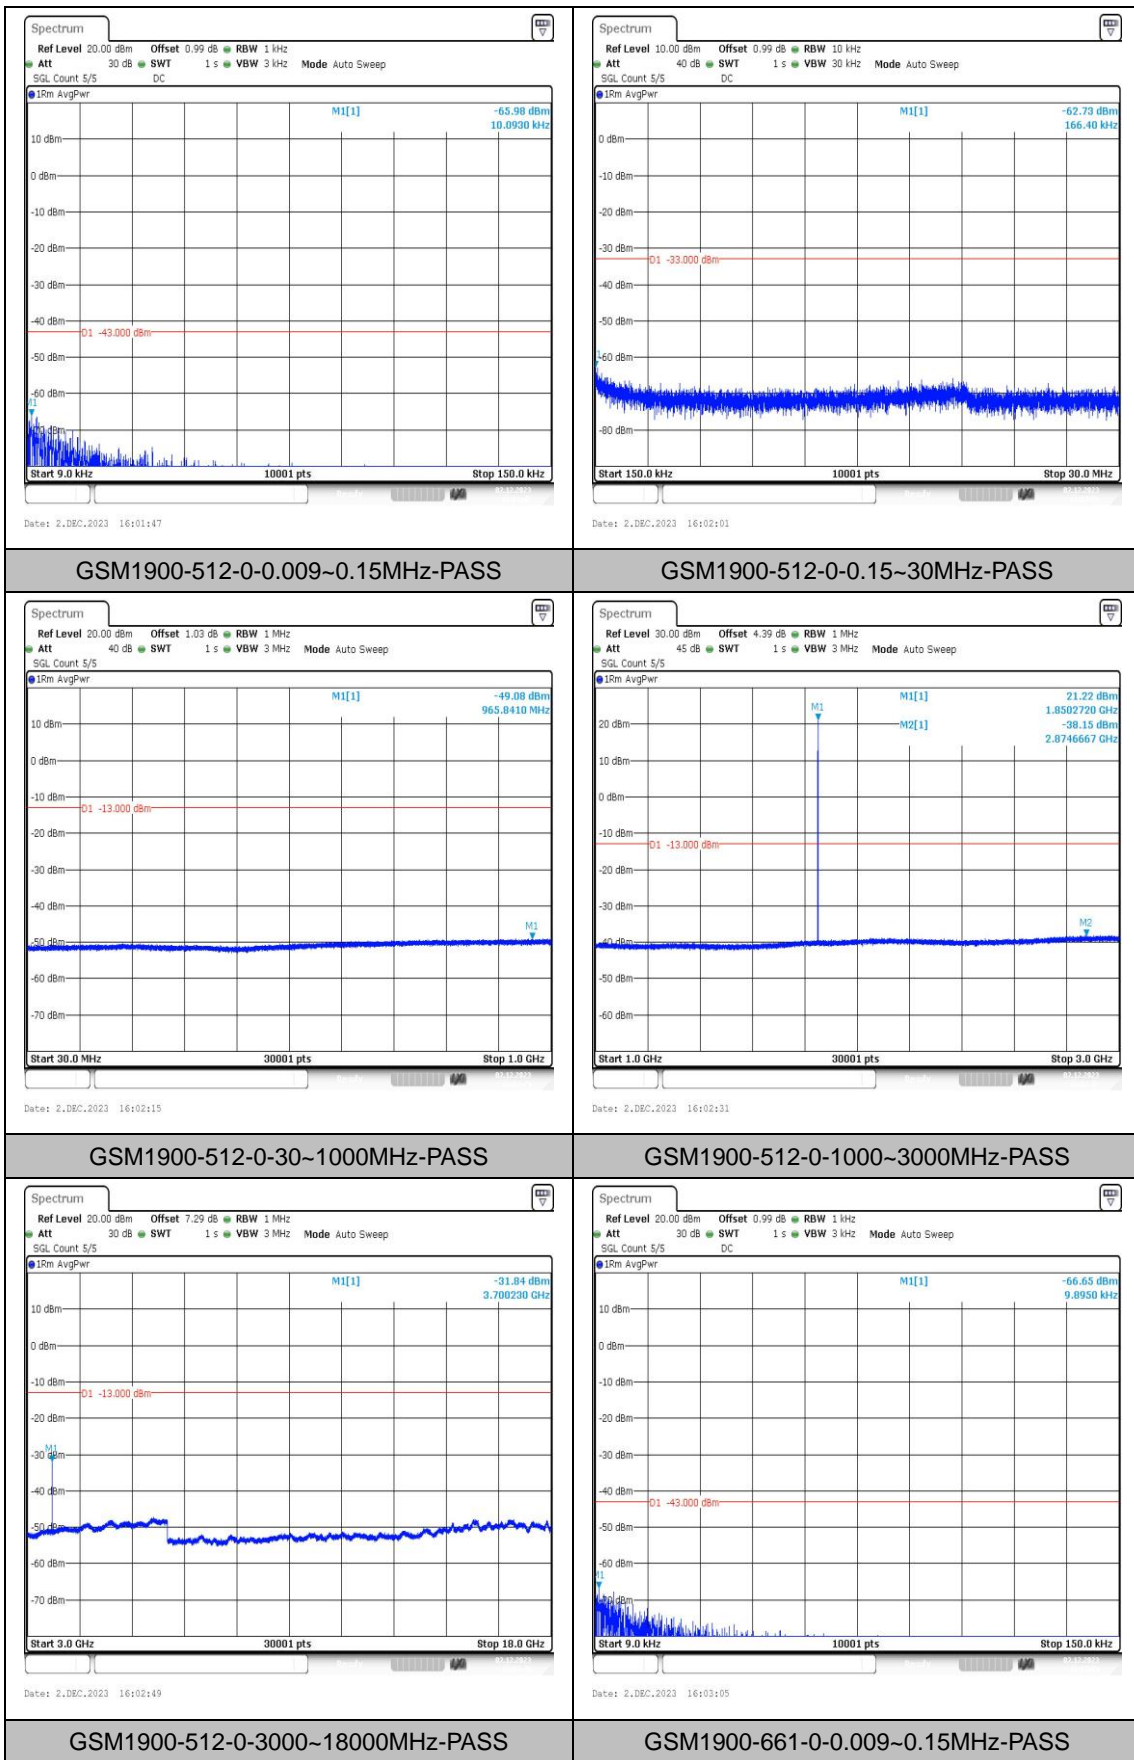 Spectrum
Ref Level 20.00 dBm Offset 0.99 dB RBW 1 kHz
Att 30 dB SWT 1 s VBW 3 kHz Mode Auto Sweep
SGL Count 5/5 DC
1Rm AvgPwr
M1[1] -65.98 dBm
10.0930 kHz
10 dBm
0 dBm
-10 dBm
-20 dBm
-30 dBm
-40 dBm
D1 -43.000 dBm
-50 dBm
-60 dBm
M1
Start 9.0 kHz 10001 pts Stop 150.0 kHz
Date: 2.DEC.2023 16:01:47
GSM1900-512-0-0.009~0.15MHz-PASS
Spectrum
Ref Level 10.00 dBm Offset 0.99 dB RBW 10 kHz
Att 40 dB SWT 1 s VBW 30 kHz Mode Auto Sweep
SGL Count 5/5 DC
1Rm AvgPwr
M1[1] -62.73 dBm
166.40 kHz
0 dBm
-10 dBm
-20 dBm
-30 dBm
D1 -33.000 dBm
-40 dBm
-50 dBm
-60 dBm
-80 dBm
Start 150.0 kHz 10001 pts Stop 30.0 MHz
Date: 2.DEC.2023 16:02:01
GSM1900-512-0-0.15~30MHz-PASS
Spectrum
Ref Level 20.00 dBm Offset 1.03 dB RBW 1 MHz
Att 40 dB SWT 1 s VBW 3 MHz Mode Auto Sweep
SGL Count 5/5
1Rm AvgPwr
M1[1] -49.08 dBm
965.8410 MHz
10 dBm
0 dBm
-10 dBm
D1 -13.000 dBm
-20 dBm
-30 dBm
-40 dBm
M1
-50 dBm
-60 dBm
-70 dBm
Start 30.0 MHz 30001 pts Stop 1.0 GHz
Date: 2.DEC.2023 16:02:15
GSM1900-512-0-30~1000MHz-PASS
Spectrum
Ref Level 30.00 dBm Offset 4.39 dB RBW 1 MHz
Att 45 dB SWT 1 s VBW 3 MHz Mode Auto Sweep
SGL Count 5/5
1Rm AvgPwr
M1[1] 21.22 dBm
1.8502720 GHz
M1
20 dBm
M2[1] -38.15 dBm
2.8746667 GHz
10 dBm
0 dBm
-10 dBm
D1 -13.000 dBm
-20 dBm
-30 dBm
M2
-40 dBm
-50 dBm
-60 dBm
Start 1.0 GHz 30001 pts Stop 3.0 GHz
Date: 2.DEC.2023 16:02:31
GSM1900-512-0-1000~3000MHz-PASS
Spectrum
Ref Level 20.00 dBm Offset 7.29 dB RBW 1 MHz
Att 30 dB SWT 1 s VBW 3 MHz Mode Auto Sweep
SGL Count 5/5
1Rm AvgPwr
M1[1] -31.84 dBm
3.700230 GHz
10 dBm
0 dBm
-10 dBm
D1 -13.000 dBm
-20 dBm
M1
-30 dBm
-40 dBm
-50 dBm
-60 dBm
-70 dBm
Start 3.0 GHz 30001 pts Stop 18.0 GHz
Date: 2.DEC.2023 16:02:49
GSM1900-512-0-3000~18000MHz-PASS
Spectrum
Ref Level 20.00 dBm Offset 0.99 dB RBW 1 kHz
Att 30 dB SWT 1 s VBW 3 kHz Mode Auto Sweep
SGL Count 5/5 DC
1Rm AvgPwr
M1[1] -66.65 dBm
9.8950 kHz
10 dBm
0 dBm
-10 dBm
-20 dBm
-30 dBm
-40 dBm
D1 -43.000 dBm
-50 dBm
-60 dBm
Start 9.0 kHz 10001 pts Stop 150.0 kHz
Date: 2.DEC.2023 16:03:05
GSM1900-661-0-0.009~0.15MHz-PASS